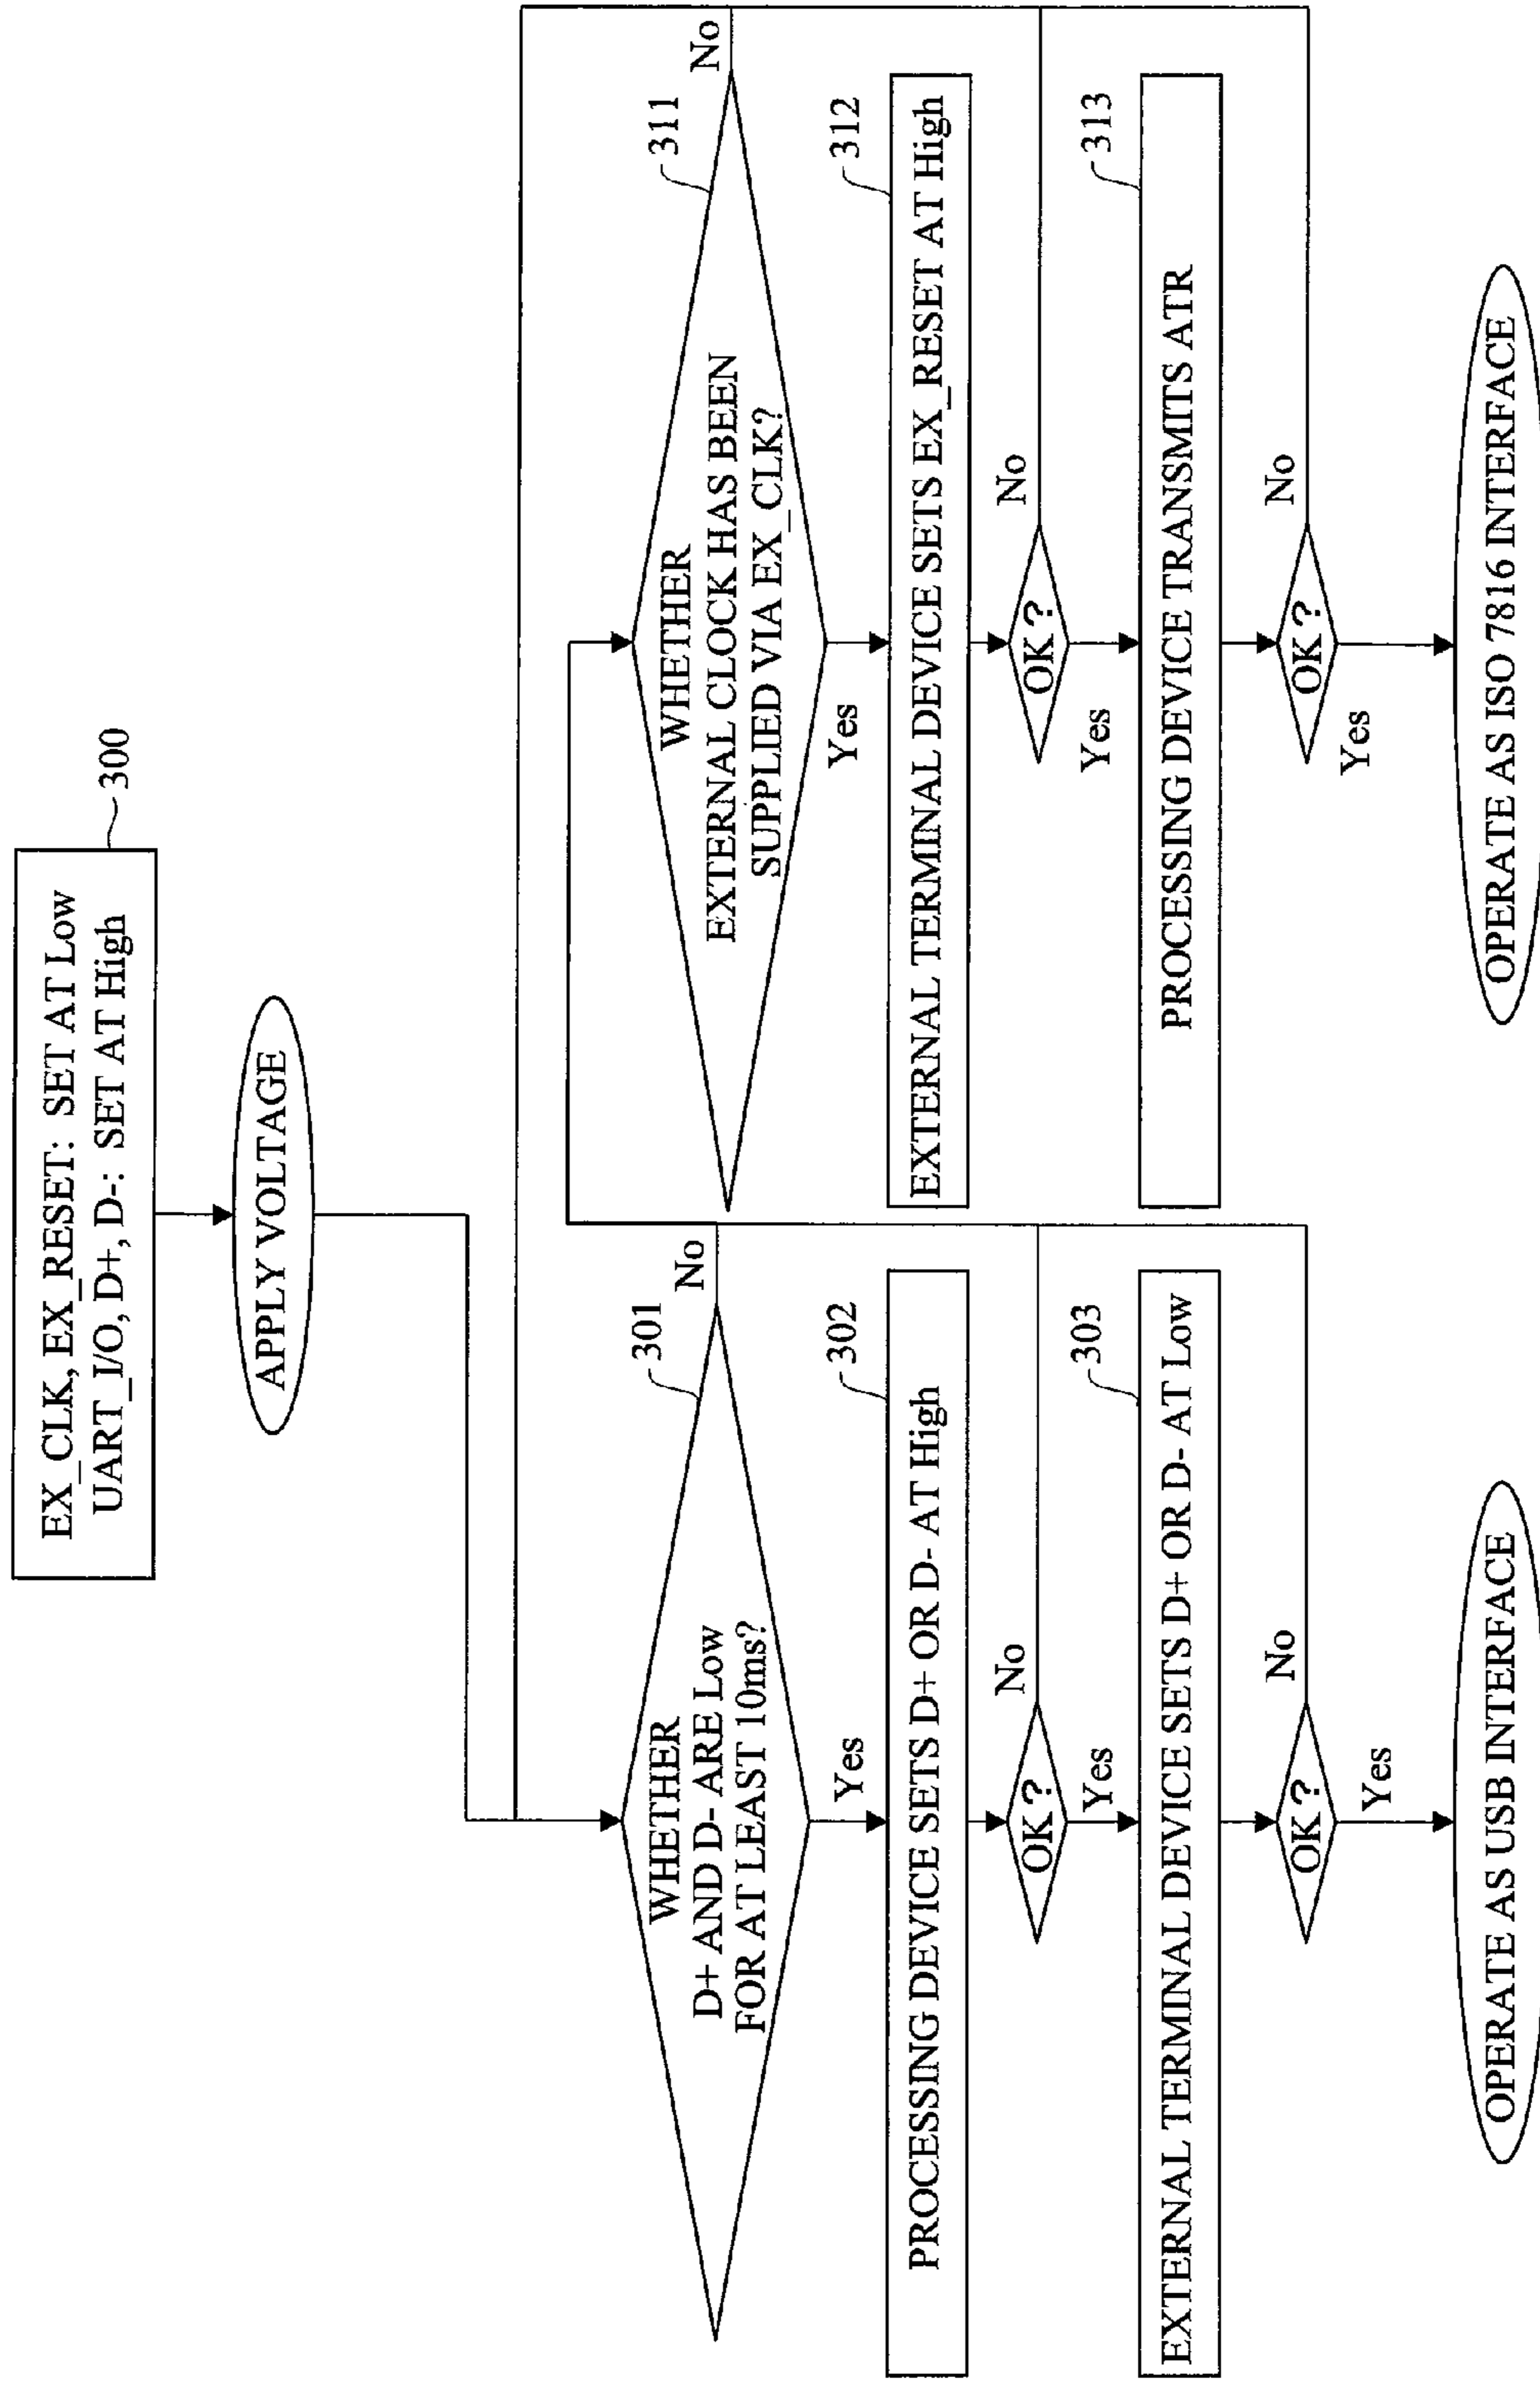 EX_CLK, EX_RESET: SET AT Low
UART_I/O, D+, D-: SET AT High
300
APPLY VOLTAGE
WHETHER
D+ AND D- ARE Low
FOR AT LEAST 10ms?
301
No
Yes
PROCESSING DEVICE SETS D+ OR D- AT High
302
OK ?
No
Yes
EXTERNAL TERMINAL DEVICE SETS D+ OR D- AT Low
303
OK ?
No
Yes
OPERATE AS USB INTERFACE
WHETHER
EXTERNAL CLOCK HAS BEEN
SUPPLIED VIA EX_CLK?
311
No
Yes
EXTERNAL TERMINAL DEVICE SETS EX_RESET AT High
312
OK ?
No
Yes
PROCESSING DEVICE TRANSMITS ATR
313
OK ?
No
Yes
OPERATE AS ISO 7816 INTERFACE